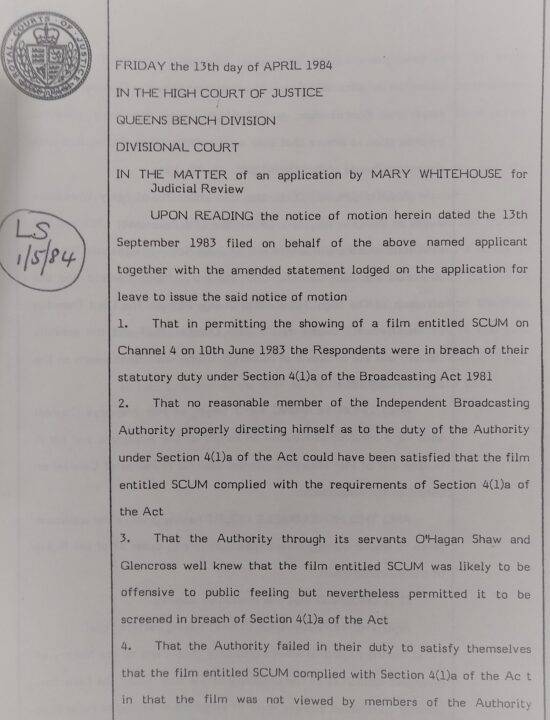 ROYAL COURTS OF JUSTICE
FRIDAY the 13th day of APRIL 1984
IN THE HIGH COURT OF JUSTICE
QUEENS BENCH DIVISION
DIVISIONAL COURT
IN THE MATTER of an application by MARY WHITEHOUSE for
Judicial Review
LS
1/5/84
UPON READING the notice of motion herein dated the 13th
September 1983 filed on behalf of the above named applicant
together with the amended statement lodged on the application for
leave to issue the said notice of motion
1. That in permitting the showing of a film entitled SCUM on
Channel 4 on 10th June 1983 the Respondents were in breach of their
statutory duty under Section 4(1)a of the Broadcasting Act 1981
2. That no reasonable member of the Independent Broadcasting
Authority properly directing himself as to the duty of the Authority
under Section 4(1)a of the Act could have been satisfied that the film
entitled SCUM complied with the requirements of Section 4(1)a of
the Act
3. That the Authority through its servants O'Hagan Shaw and
Glencross well knew that the film entitled SCUM was likely to be
offensive to public feeling but nevertheless permitted it to be
screened in breach of Section 4(1)a of the Act
4. That the Authority failed in their duty to satisfy themselves
that the film entitled SCUM complied with Section 4(1)a of the Ac t
in that the film was not viewed by members of the Authority